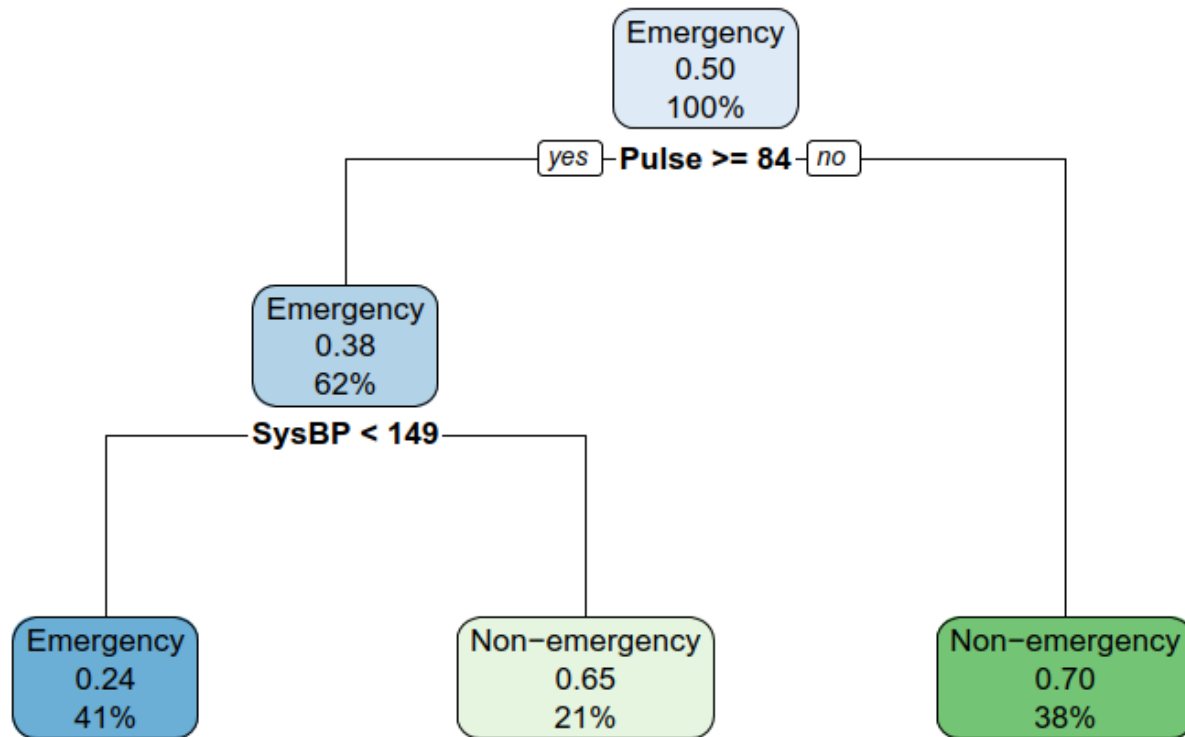 Emergency
0.50
100%
yes Pulse >= 84 no
Emergency
0.38
62%
SysBP < 149
Emergency
0.24
41%
Non−emergency
0.65
21%
Non−emergency
0.70
38%